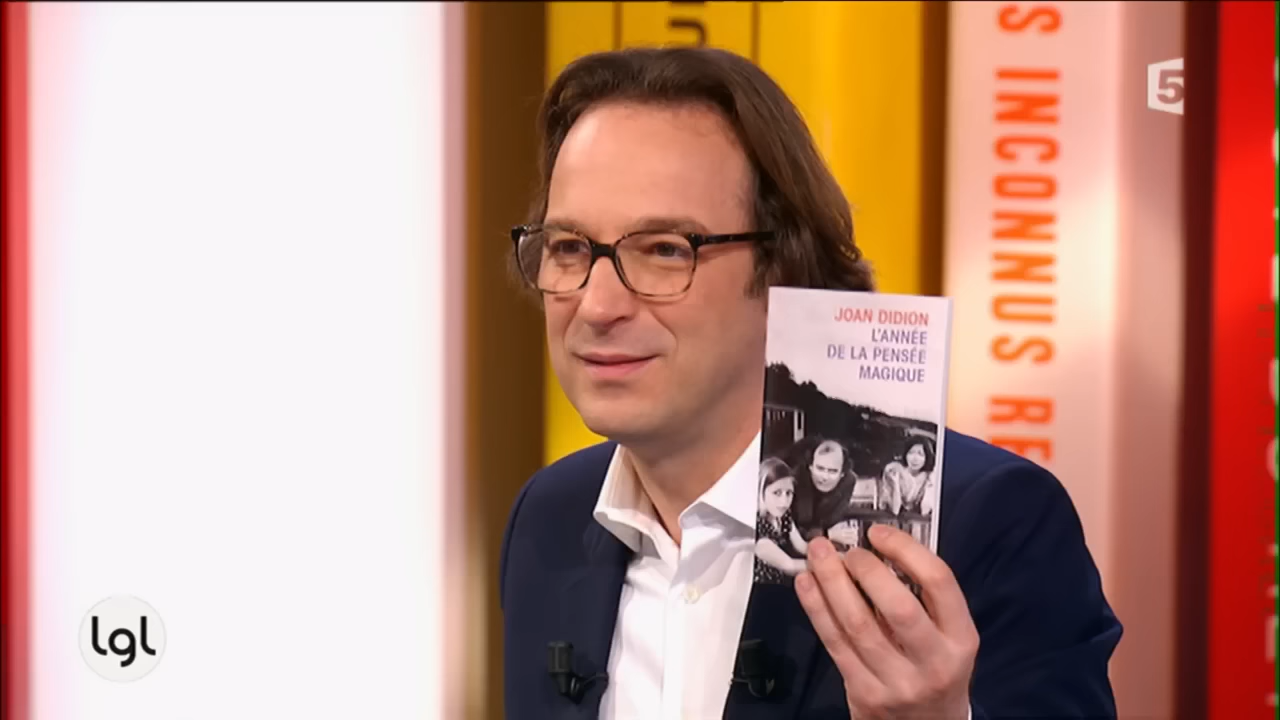 S INCONNUS RE
5
JOAN DIDION
L'ANNÉE
DE LA PENSÉE
MAGIQUE
lgl